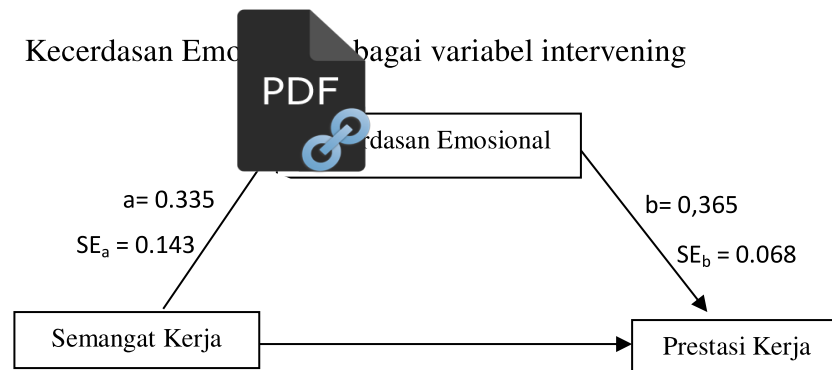 Kecerdasan Emo bagai variabel intervening
PDF
rdasan Emosional
a= 0.335
b= 0,365
SEa = 0.143
SEb = 0.068
Semangat Kerja
Prestasi Kerja